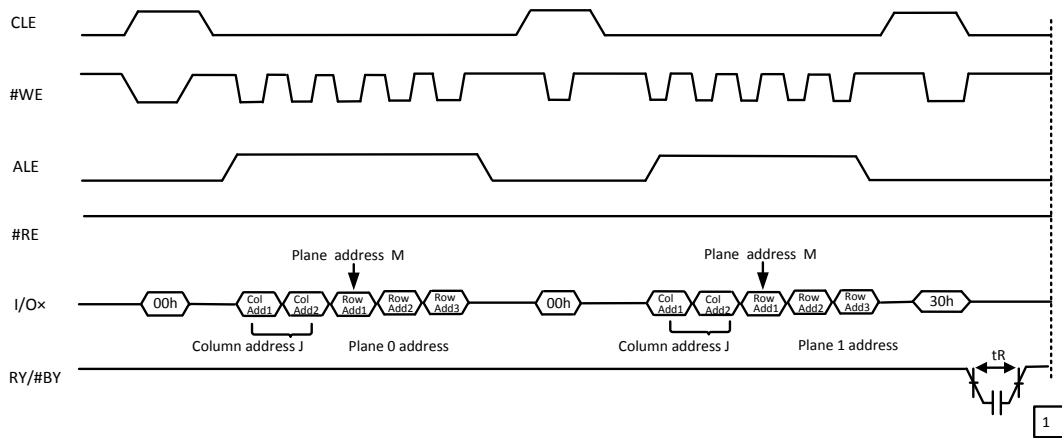 CLE
#WE
ALE
#RE
Plane address M
Plane address M
I/O×
00h
Col Add1
Col Add2
Row Add1
Row Add2
Row Add3
00h
Col Add1
Col Add2
Row Add1
Row Add2
Row Add3
30h
Column address J
Plane 0 address
Column address J
Plane 1 address
RY/#BY
tR
1